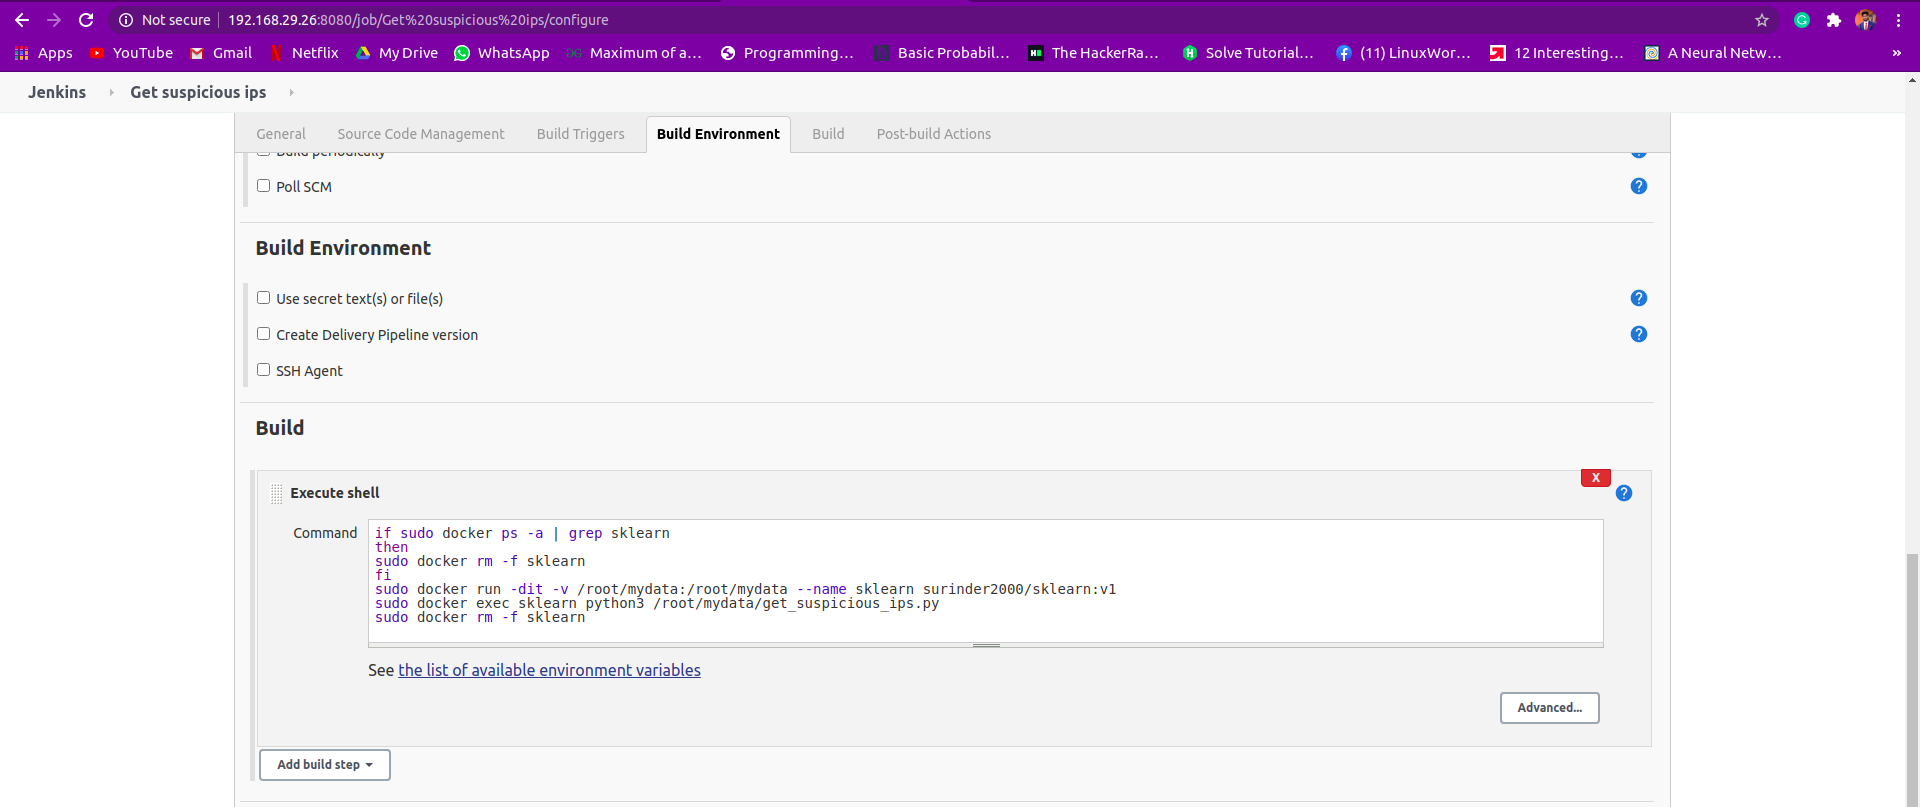 Not secure 192.168.29.26:8080/job/Get%20suspicious%20ips/configure
Apps YouTube Gmail Netflix My Drive WhatsApp Maximum of a... Programming... Basic Probabil... The HackerRa... Solve Tutorial... (11) LinuxWor... 12 Interesting... A Neural Netw... »
Jenkins Get suspicious ips
General Source Code Management Build Triggers Build Environment Build Post-build Actions
Build periodically
Poll SCM ?
Build Environment
Use secret text(s) or file(s) ?
Create Delivery Pipeline version ?
SSH Agent
Build
X
Execute shell ?
Command
if sudo docker ps -a | grep sklearn
then
sudo docker rm -f sklearn
fi
sudo docker run -dit -v /root/mydata:/root/mydata --name sklearn surinder2000/sklearn:v1
sudo docker exec sklearn python3 /root/mydata/get_suspicious_ips.py
sudo docker rm -f sklearn
See the list of available environment variables
Advanced...
Add build step